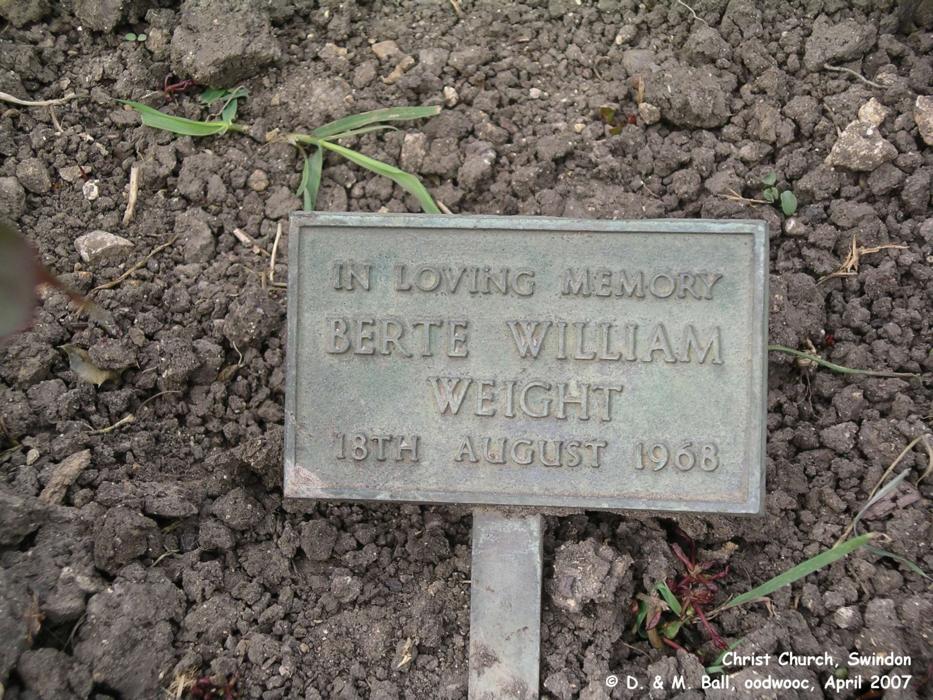 IN LOVING MEMORY
BERTE WILLIAM
WEIGHT
18TH AUGUST 1968
Christ Church, Swindon
© D. & M. Ball, oodwooc, April 2007